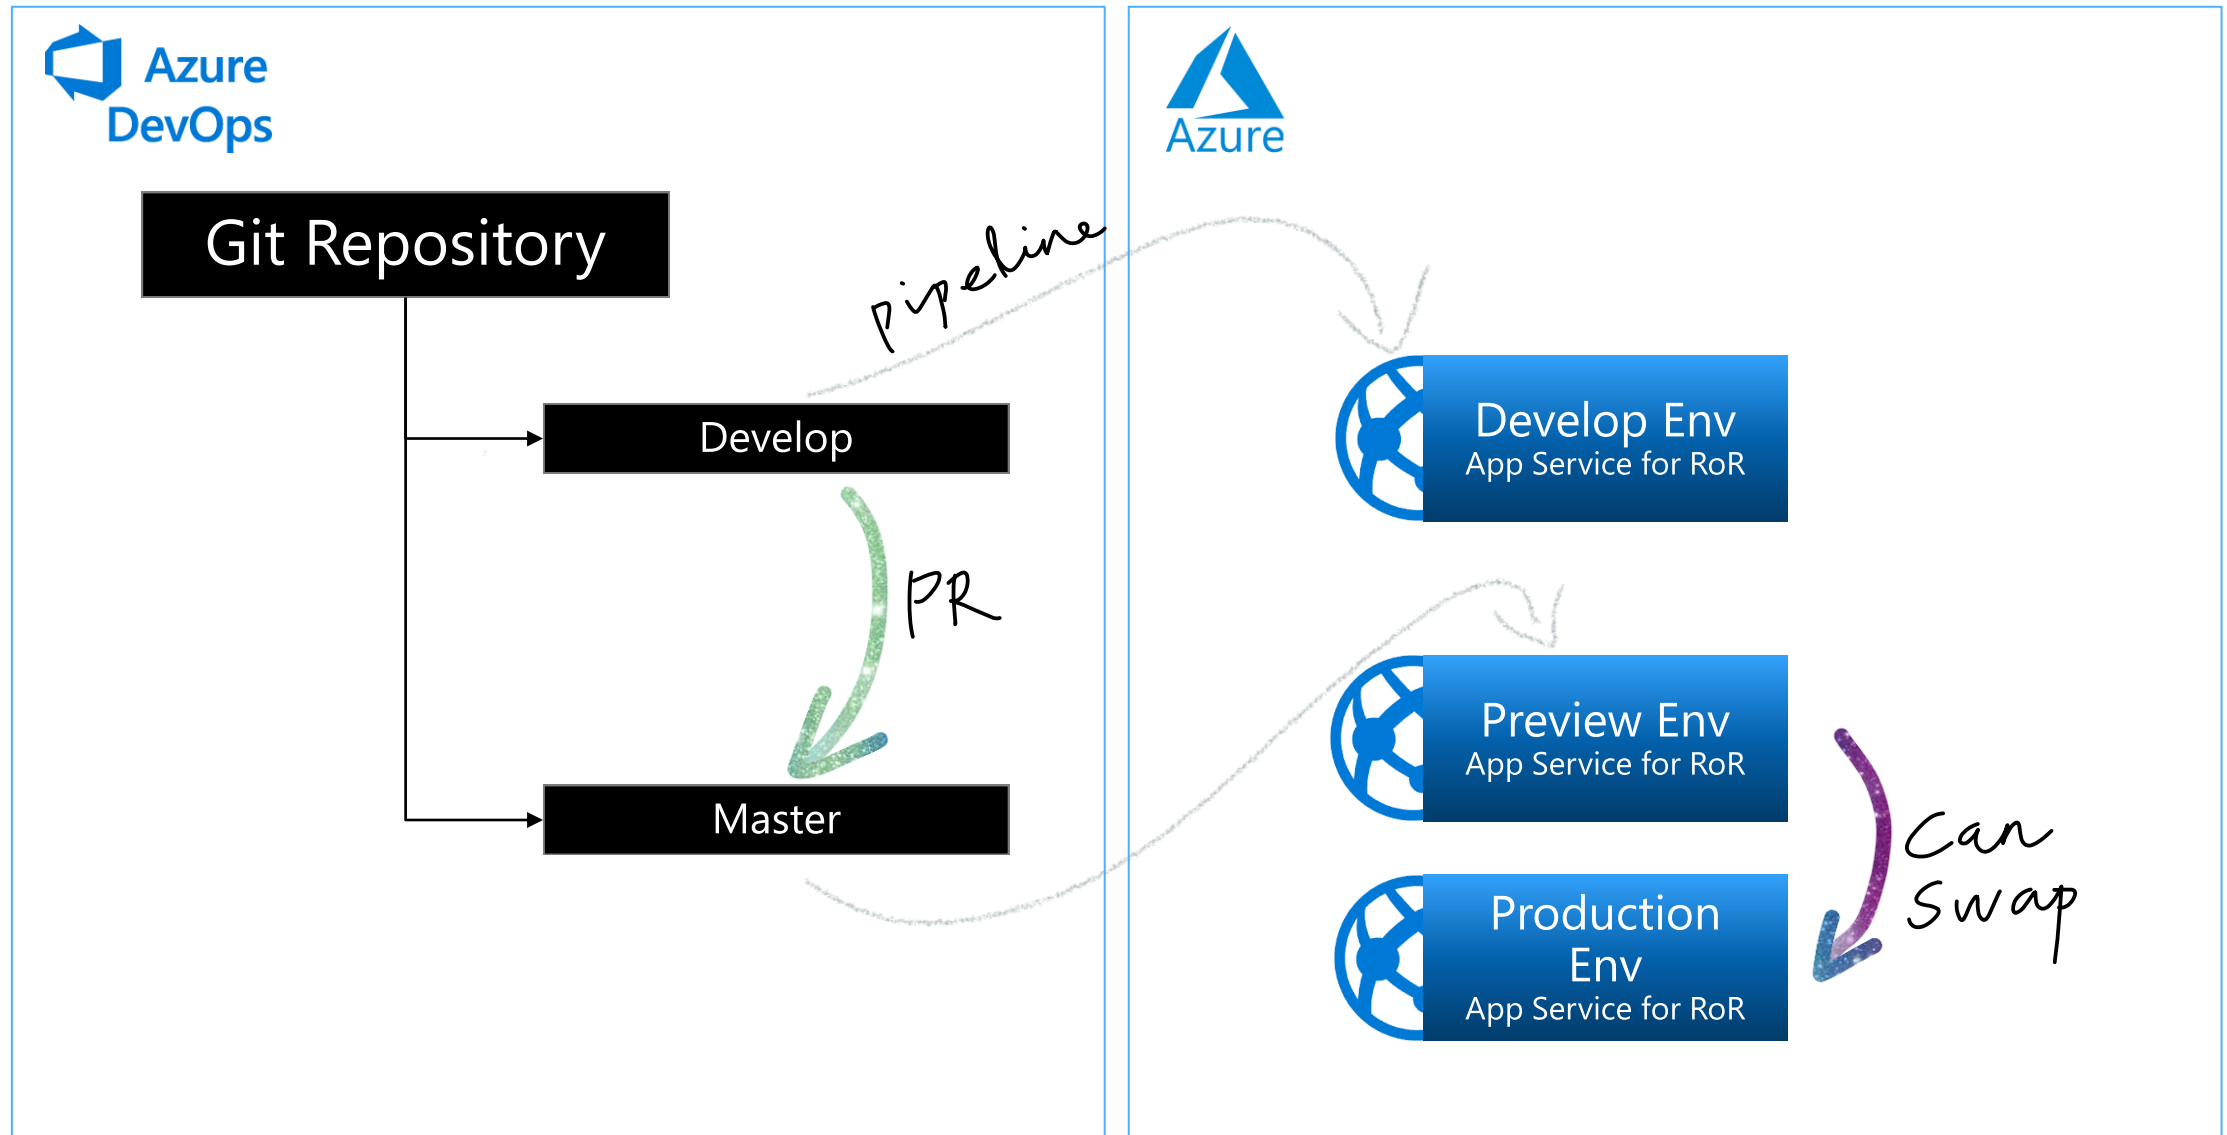 Azure
DevOps
Git Repository
pipeline
Develop
PR
Master
Azure
Develop Env
App Service for RoR
Preview Env
App Service for RoR
Can
swap
Production
Env
App Service for RoR